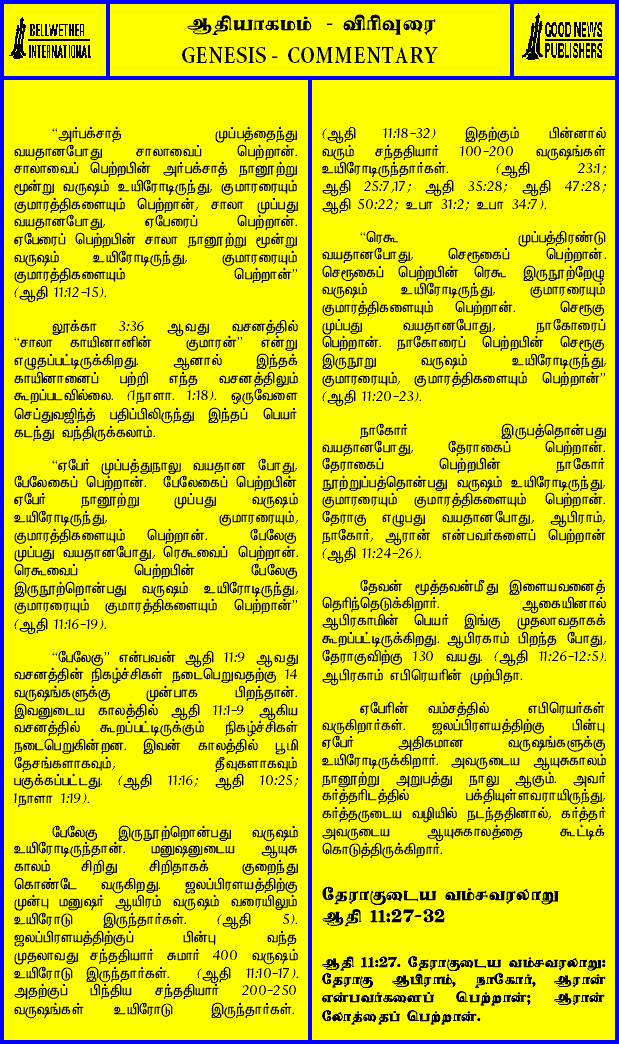 BELLWETHER
INTERNATIONAL
ஆதியாகமம் - விரிவுரை
GENESIS - COMMENTARY
GOOD NEWS
PUBLISHERS
“அர்பக்சாத் முப்பத்தைந்து
வயதானபோது சாலாவைப் பெற்றான்.
சாலாவைப் பெற்றபின் அர்பக்சாத் நானூற்று
மூன்று வருஷம் உயிரோடிருந்து, குமாரரையும்
குமாரத்திகளையும் பெற்றான், சாலா முப்பது
வயதானபோது, ஏபேரைப் பெற்றான்.
ஏபேரைப் பெற்றபின் சாலா நானூற்று மூன்று
வருஷம் உயிரோடிருந்து, குமாரரையும்
குமாரத்திகளையும் பெற்றான்”
(ஆதி 11:12-15).
லூக்கா 3:36 ஆவது வசனத்தில்
“சாலா காயினானின் குமாரன்” என்று
எழுதப்பட்டிருக்கிறது. ஆனால் இந்தக்
காயினானைப் பற்றி எந்த வசனத்திலும்
கூறப்படவில்லை. (1நாளா. 1:18). ஒருவேளை
செப்துவஜிந்த் பதிப்பிலிருந்து இந்தப் பெயர்
கடந்து வந்திருக்கலாம்.
“ஏபேர் முப்பத்துநாலு வயதான போது,
பேலேகைப் பெற்றான். பேலேகைப் பெற்றபின்
ஏபேர் நானூற்று முப்பது வருஷம்
உயிரோடிருந்து, குமாரரையும்,
குமாரத்திகளையும் பெற்றான். பேலேகு
முப்பது வயதானபோது, ரெகூவைப் பெற்றான்.
ரெகூவைப் பெற்றபின் பேலேகு
இருநூற்றொன்பது வருஷம் உயிரோடிருந்து,
குமாரரையும் குமாரத்திகளையும் பெற்றான்”
(ஆதி 11:16-19).
“பேலேகு” என்பவன் ஆதி 11:9 ஆவது
வசனத்தின் நிகழ்ச்சிகள் நடைபெறுவதற்கு 14
வருஷங்களுக்கு முன்பாக பிறந்தான்.
இவனுடைய காலத்தில் ஆதி 11:1-9 ஆகிய
வசனத்தில் கூறப்பட்டிருக்கும் நிகழ்ச்சிகள்
நடைபெறுகின்றன. இவன் காலத்தில் பூமி
தேசங்களாகவும், தீவுகளாகவும்
பகுக்கப்பட்டது. (ஆதி 11:16; ஆதி 10:25;
1நாளா 1:19).
பேலேகு இருநூற்றொன்பது வருஷம்
உயிரோடிருந்தான். மனுஷனுடைய ஆயுசு
காலம் சிறிது சிறிதாகக் குறைந்து
கொண்டே வருகிறது. ஜலப்பிரளயத்திற்கு
முன்பு மனுஷர் ஆயிரம் வருஷம் வரையிலும்
உயிரோடு இருந்தார்கள். (ஆதி 5).
ஜலப்பிரளயத்திற்குப் பின்பு வந்த
முதலாவது சந்ததியார் சுமார் 400 வருஷம்
உயிரோடு இருந்தார்கள். (ஆதி 11:10-17).
அதற்குப் பிந்திய சந்ததியார் 200-250
வருஷங்கள் உயிரோடு இருந்தார்கள்.
(ஆதி 11:18-32) இதற்கும் பின்னால்
வரும் சந்ததியார் 100-200 வருஷங்கள்
உயிரோடிருந்தார்கள். (ஆதி 23:1;
ஆதி 25:7,17; ஆதி 35:28; ஆதி 47:28;
ஆதி 50:22; உபா 31:2; உபா 34:7).
“ரெகூ முப்பத்திரண்டு
வயதானபோது, செரூகைப் பெற்றான்.
செரூகைப் பெற்றபின் ரெகூ இருநூற்றேழு
வருஷம் உயிரோடிருந்து, குமாரரையும்
குமாரத்திகளையும் பெற்றான். செரூகு
முப்பது வயதானபோது, நாகோரைப்
பெற்றான். நாகோரைப் பெற்றபின் செரூகு
இருநூறு வருஷம் உயிரோடிருந்து,
குமாரரையும், குமாரத்திகளையும் பெற்றான்”
(ஆதி 11:20-23).
நாகோர் இருபத்தொன்பது
வயதானபோது, தேராகைப் பெற்றான்.
தேராகைப் பெற்றபின் நாகோர்
நூற்றுப்பத்தொன்பது வருஷம் உயிரோடிருந்து,
குமாரரையும் குமாரத்திகளையும் பெற்றான்.
தேராகு எழுபது வயதானபோது, ஆபிராம்,
நாகோர், ஆரான் என்பவர்களைப் பெற்றான்
(ஆதி 11:24-26).
தேவன் மூத்தவன்மீது இளையவனைத்
தெரிந்தெடுக்கிறார். ஆகையினால்
ஆபிரகாமின் பெயர் இங்கு முதலாவதாகக்
கூறப்பட்டிருக்கிறது. ஆபிரகாம் பிறந்த போது,
தேராகுவிற்கு 130 வயது. (ஆதி 11:26-12:5).
ஆபிரகாம் எபிரெயரின் முற்பிதா.
ஏபேரின் வம்சத்தில் எபிரெயர்கள்
வருகிறார்கள். ஜலப்பிரளயத்திற்கு பின்பு
ஏபேர் அதிகமான வருஷங்களுக்கு
உயிரோடிருக்கிறார். அவருடைய ஆயுசுகாலம்
நானூற்று அறுபத்து நாலு ஆகும். அவர்
கர்த்தரிடத்தில் பக்தியுள்ளவராயிருந்து,
கர்த்தருடைய வழியில் நடந்ததினால், கர்த்தர்
அவருடைய ஆயுசுகாலத்தை கூட்டிக்
கொடுத்திருக்கிறார்.
தேராகுடைய வம்சவரலாறு
ஆதி 11:27-32
ஆதி 11:27. தேராகுடைய வம்சவரலாறு:
தேராகு ஆபிராம், நாகோர், ஆரான்
என்பவர்களைப் பெற்றான்; ஆரான்
லோத்தைப் பெற்றான்.